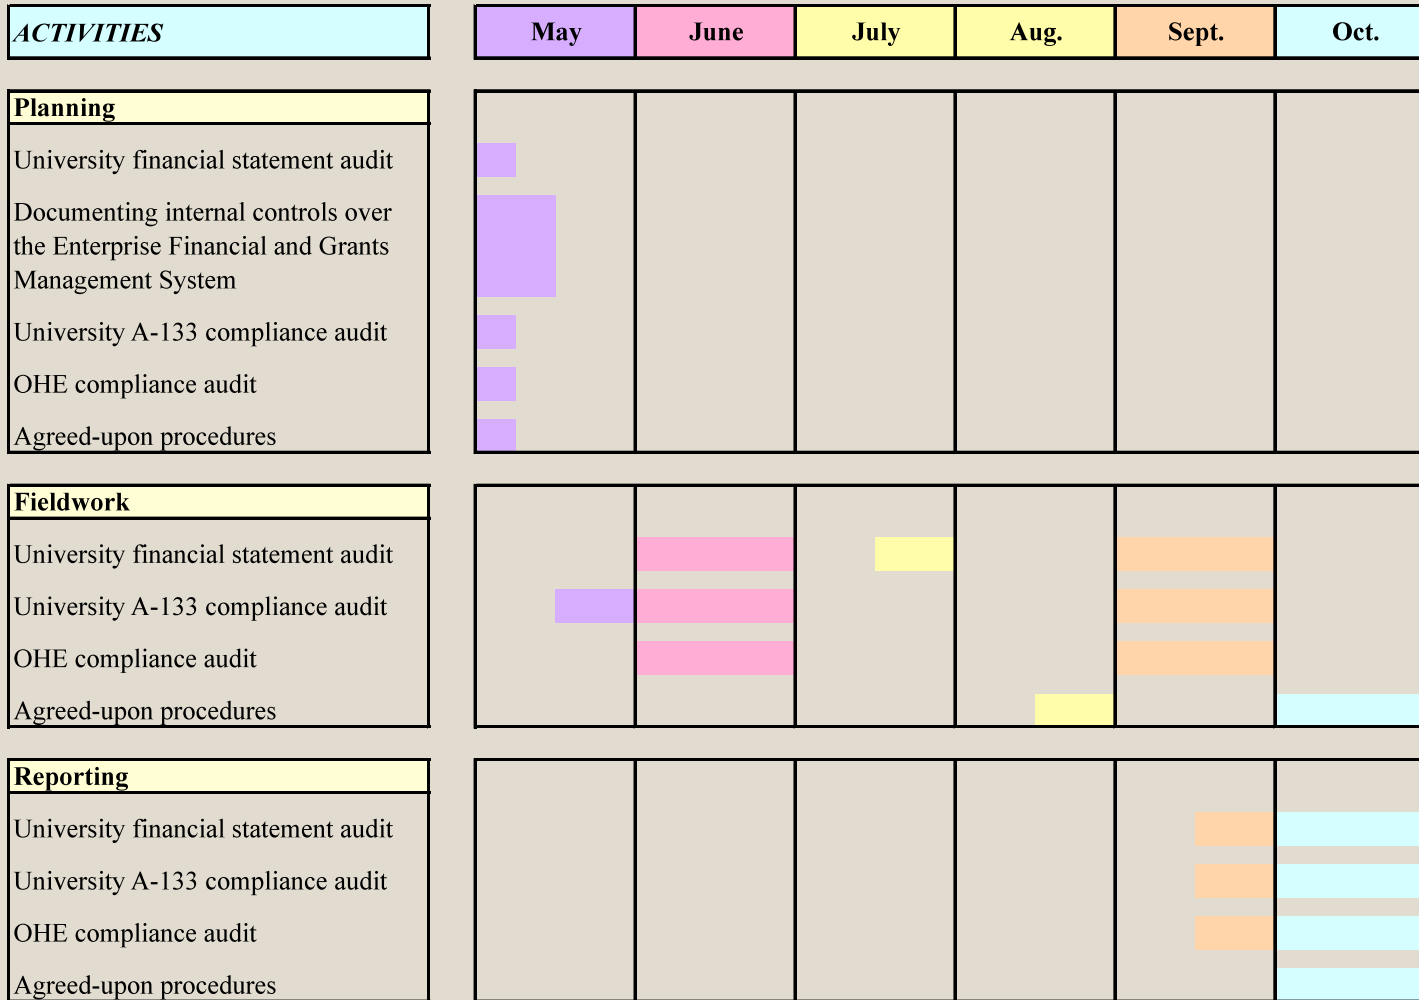 ACTIVITIES
May
June
July
Aug.
Sept.
Oct.
Planning
University financial statement audit
Documenting internal controls over
the Enterprise Financial and Grants
Management System
University A-133 compliance audit
OHE compliance audit
Agreed-upon procedures
Fieldwork
University financial statement audit
University A-133 compliance audit
OHE compliance audit
Agreed-upon procedures
Reporting
University financial statement audit
University A-133 compliance audit
OHE compliance audit
Agreed-upon procedures